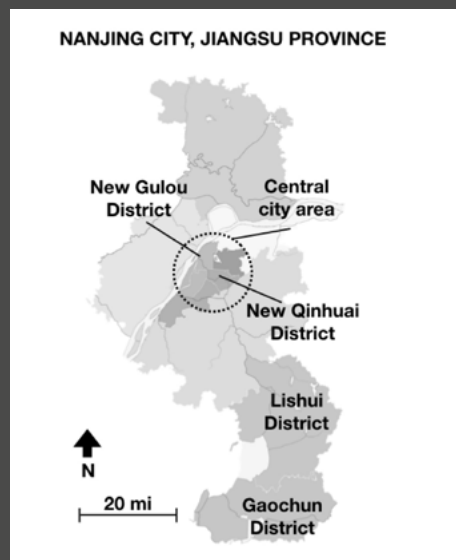 NANJING CITY, JIANGSU PROVINCE
New Gulou
District
Central
city area
New Qinhuai
District
Lishui
District
N
20 mi
Gaochun
District